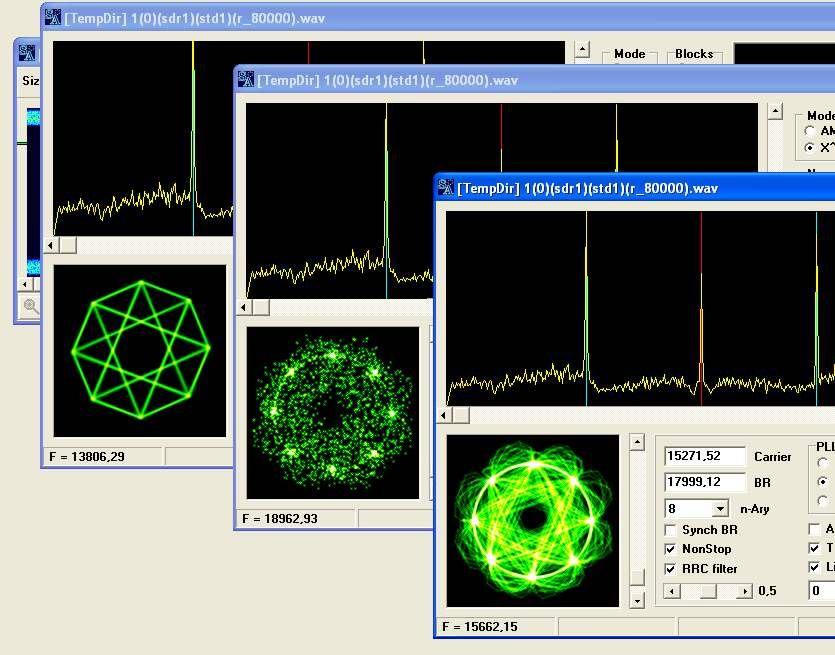 [TempDir] 1(0)(sdr1)(std1)(r_80000).wav
Mode
Blocks
Siz
F = 13806,29
[TempDir] 1(0)(sdr1)(std1)(r_80000).wav
Mode
AM
X^
F = 18962,93
[TempDir] 1(0)(sdr1)(std1)(r_80000).wav
15271,52 Carrier
17999,12 BR
8 n-Ary
Synch BR
NonStop
RRC filter
0,5
PLL
A
T
Li
0
F = 15662,15